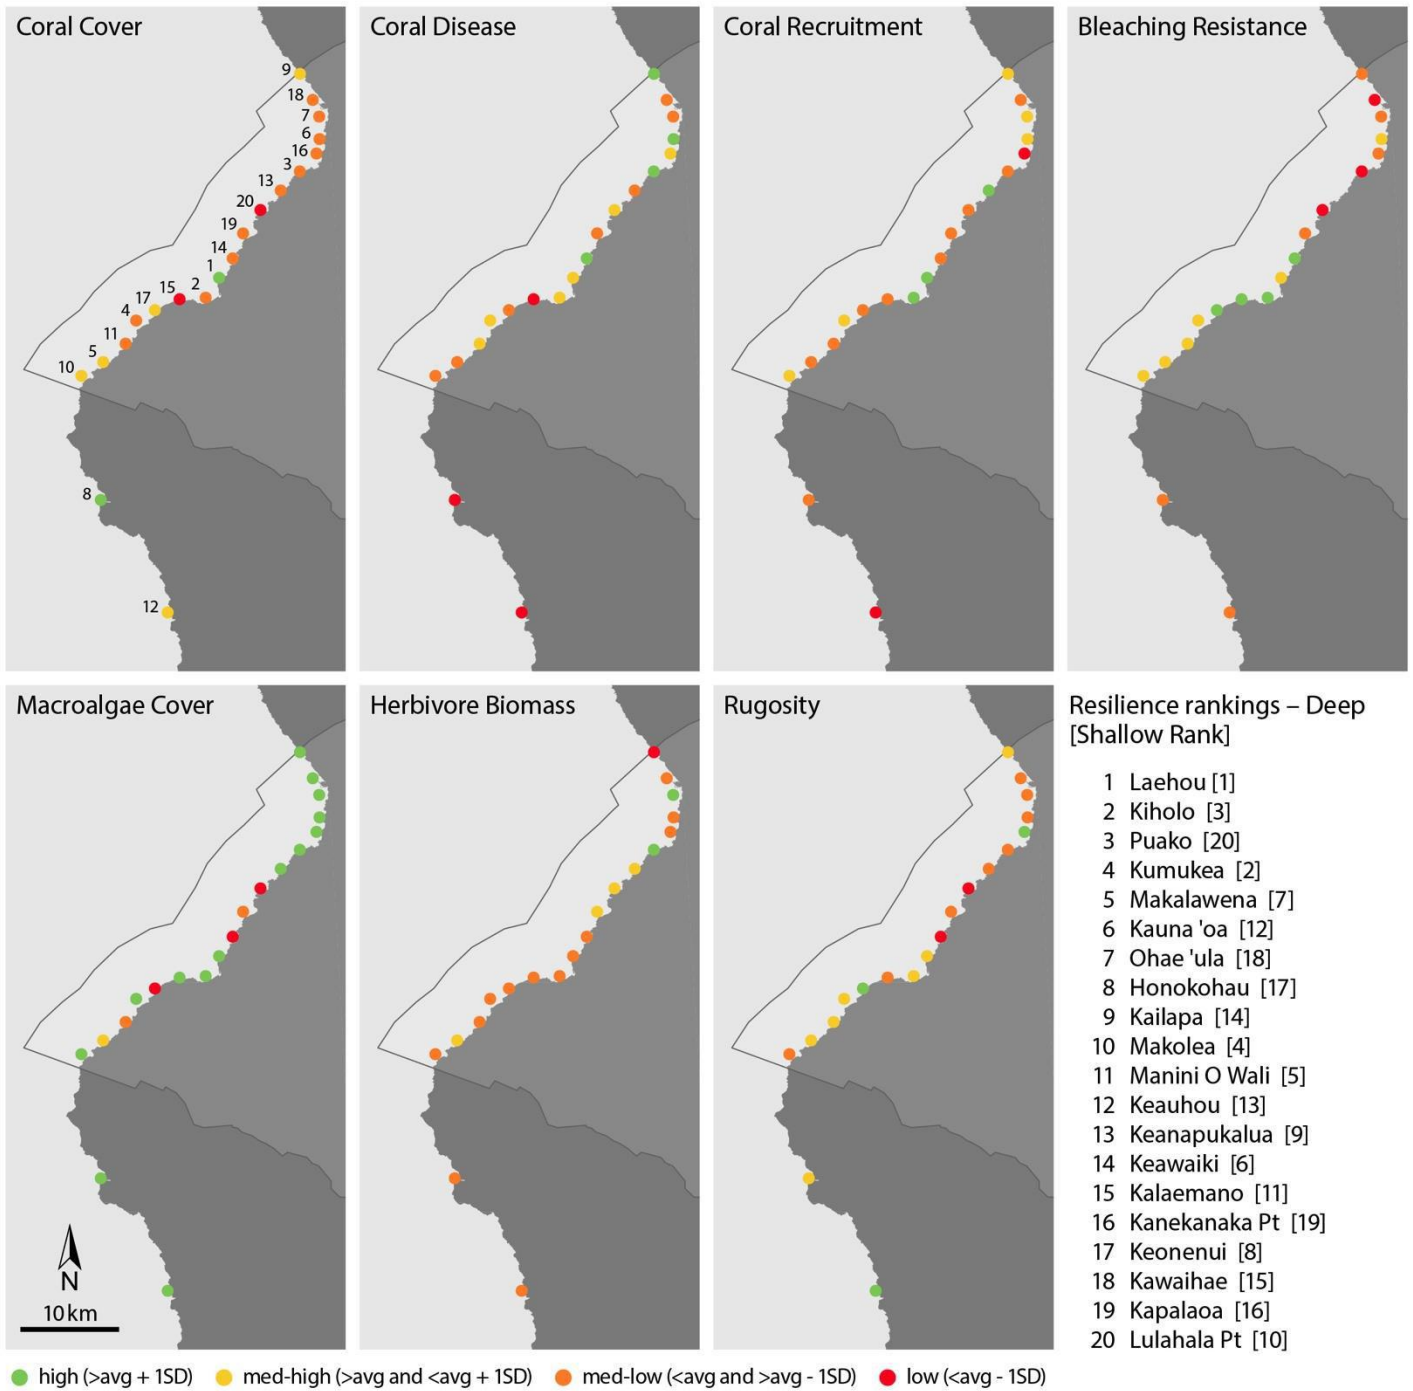 Coral Cover
9
18
7
6
16
3
13
20
19
14
1
2
15
17
4
11
5
10
8
12
Coral Disease
Coral Recruitment
Bleaching Resistance
Macroalgae Cover
N
10 km
Herbivore Biomass
Rugosity
Resilience rankings – Deep
[Shallow Rank]
1 Laehou [1]
2 Kiholo [3]
3 Puako [20]
4 Kumukea [2]
5 Makalawena [7]
6 Kauna 'oa [12]
7 Ohae 'ula [18]
8 Honokohau [17]
9 Kailapa [14]
10 Makolea [4]
11 Manini O Wali [5]
12 Keauhou [13]
13 Keanapukalua [9]
14 Keawaiki [6]
15 Kalaemano [11]
16 Kanekanaka Pt [19]
17 Keonenui [8]
18 Kawaihae [15]
19 Kapalaoa [16]
20 Lulahala Pt [10]
high (>avg + 1SD) med-high (>avg and <avg + 1SD) med-low (<avg and >avg - 1SD) low (<avg - 1SD)